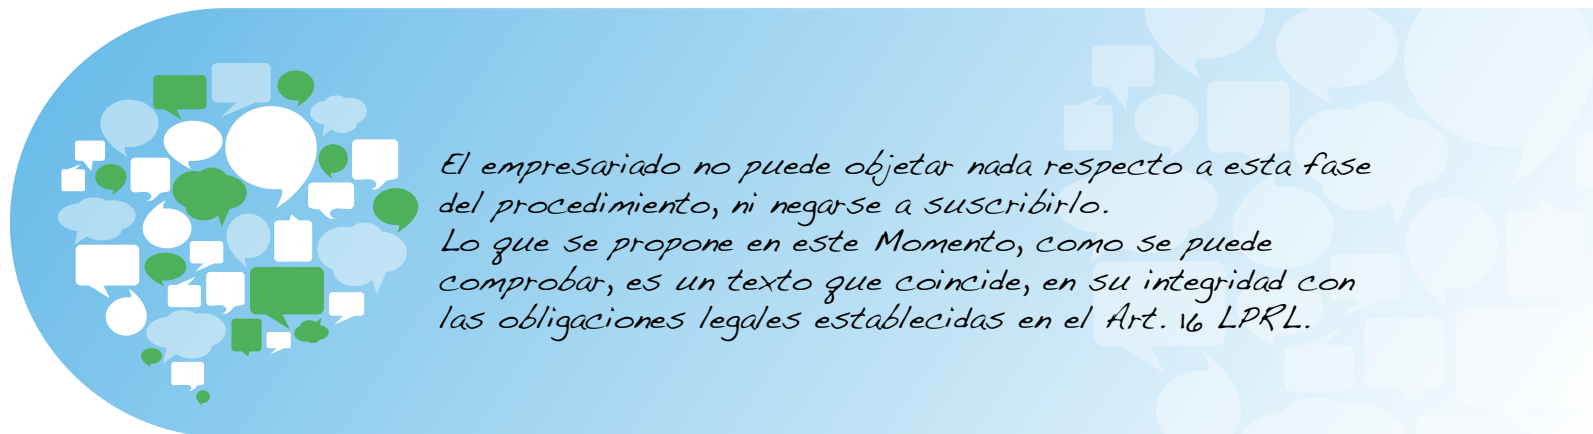 El empresariado no puede objetar nada respecto a esta fase
del procedimiento, ni negarse a suscribirlo.
Lo que se propone en este Momento, como se puede
comprobar, es un texto que coincide, en su integridad con
las obligaciones legales establecidas en el Art. 16 LPRL.